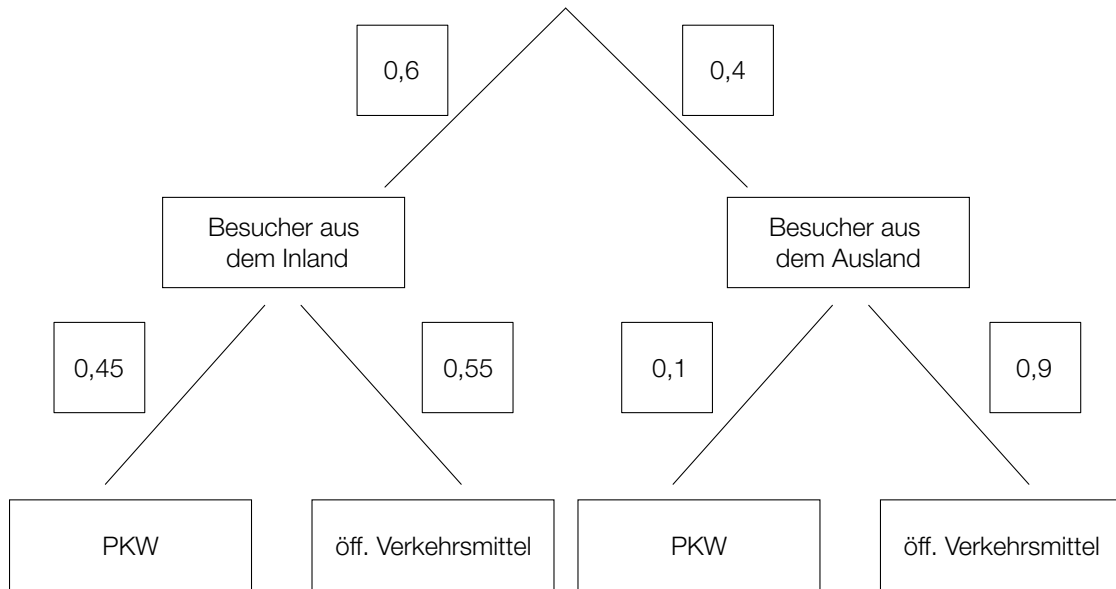 0,6
0,4
Besucher aus
dem Inland
Besucher aus
dem Ausland
0,45
0,55
0,1
0,9
PKW
öff. Verkehrsmittel
PKW
öff. Verkehrsmittel